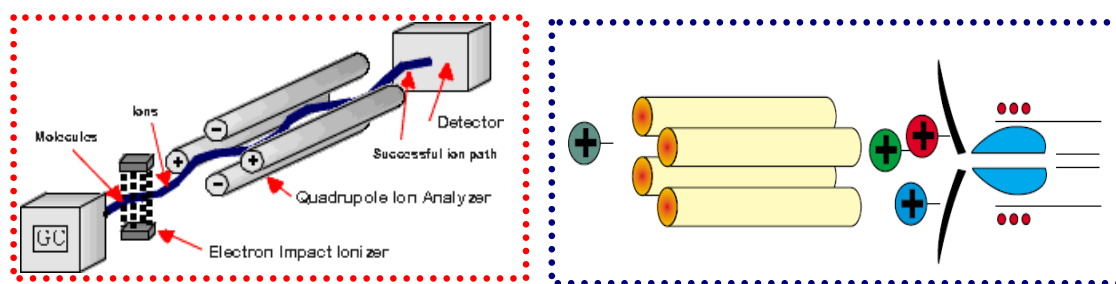 Ions
Molecules
Detector
Successful ion path
Quadrupole Ion Analyzer
GC
Electron Impact Ionizer